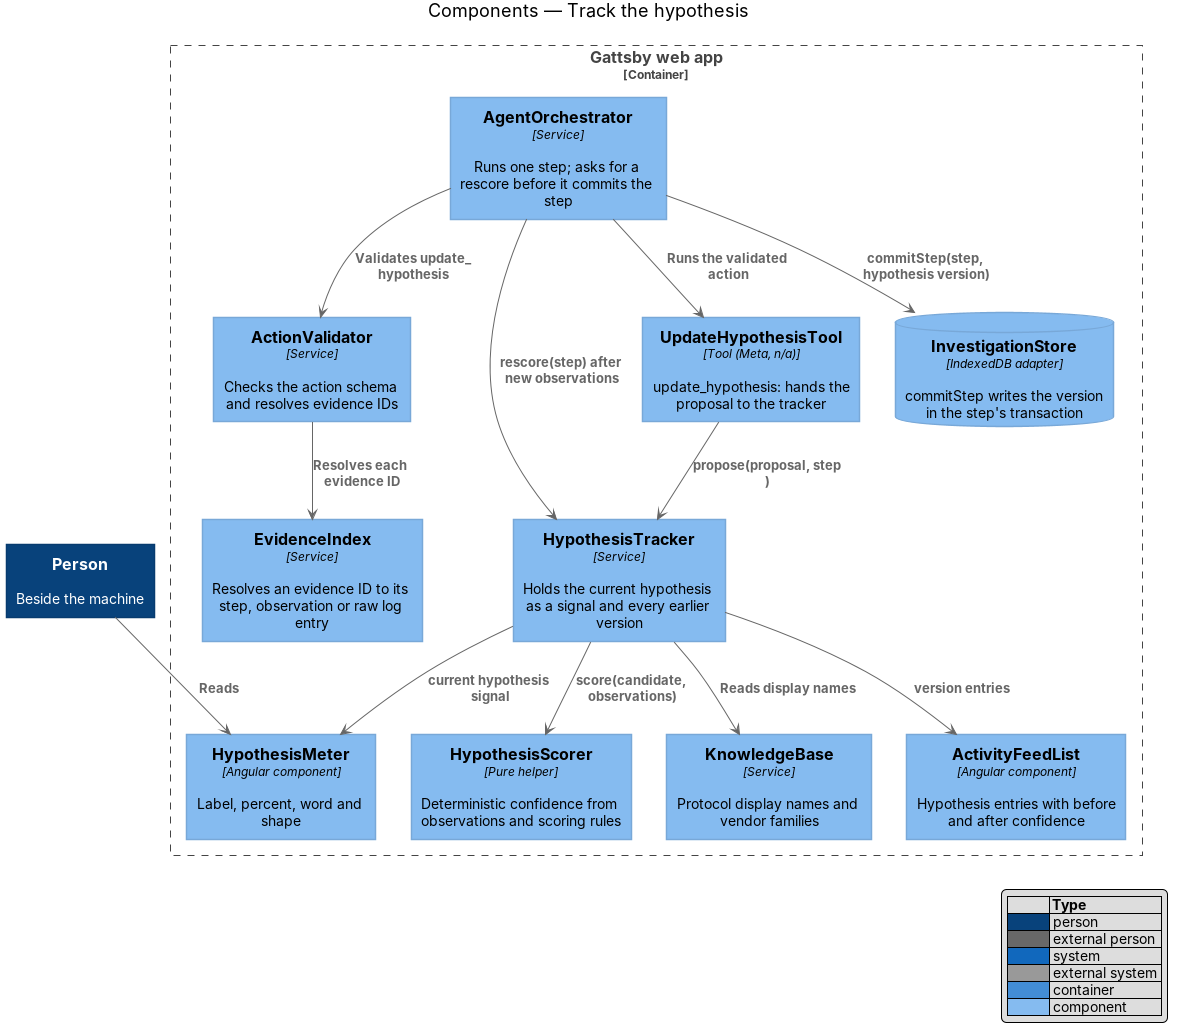 Components — Track the hypothesis
Gattsby web app
[Container]
AgentOrchestrator
[Service]
Runs one step; asks for a
rescore before it commits the
step
Validates update_
hypothesis
Runs the validated
action
commitStep(step,
hypothesis version)
rescore(step) after
new observations
ActionValidator
[Service]
Checks the action schema
and resolves evidence IDs
UpdateHypothesisTool
[Tool (Meta, n/a)]
update_hypothesis: hands the
proposal to the tracker
InvestigationStore
[IndexedDB adapter]
commitStep writes the version
in the step's transaction
Resolves each
evidence ID
propose(proposal, step
)
EvidenceIndex
[Service]
Resolves an evidence ID to its
step, observation or raw log
entry
HypothesisTracker
[Service]
Holds the current hypothesis
as a signal and every earlier
version
Person
Beside the machine
Reads
current hypothesis
signal
score(candidate,
observations)
Reads display names
version entries
HypothesisMeter
[Angular component]
Label, percent, word and
shape
HypothesisScorer
[Pure helper]
Deterministic confidence from
observations and scoring rules
KnowledgeBase
[Service]
Protocol display names and
vendor families
ActivityFeedList
[Angular component]
Hypothesis entries with before
and after confidence
Type
person
external person
system
external system
container
component